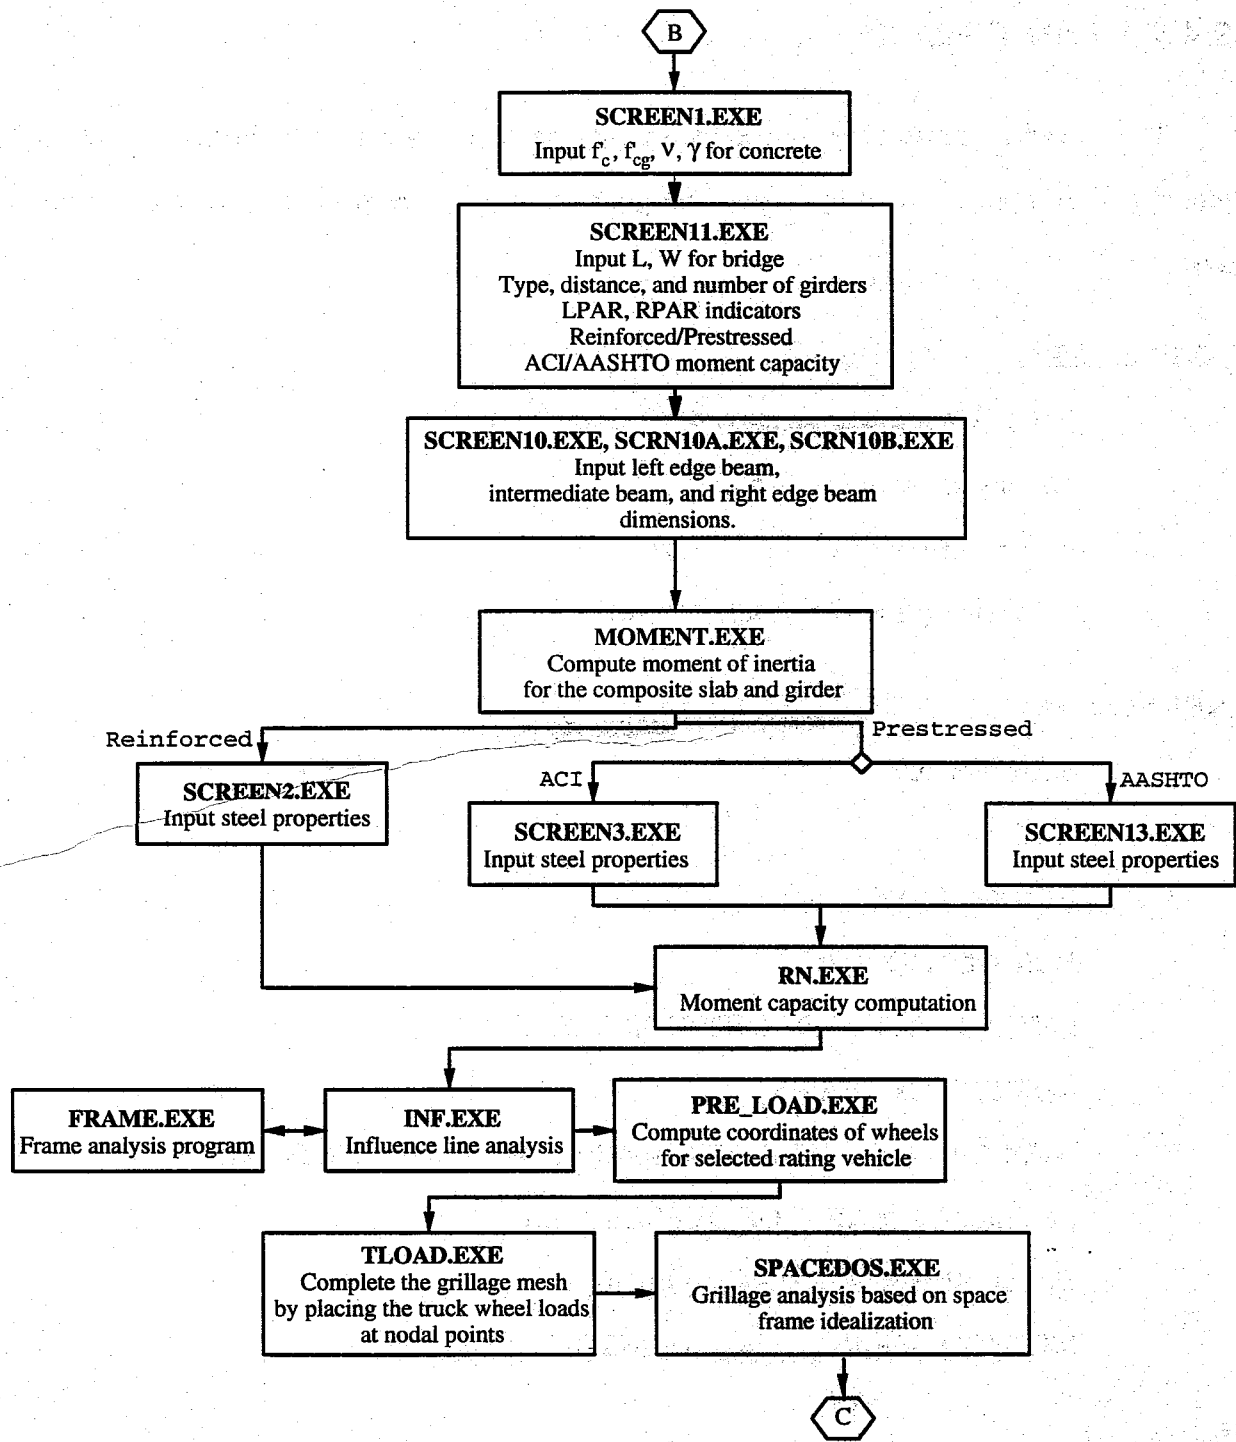 B
SCREEN1.EXE
Input f'c, f'cg, ν, γ for concrete
SCREEN11.EXE
Input L, W for bridge
Type, distance, and number of girders
LPAR, RPAR indicators
Reinforced/Prestressed
ACI/AASHTO moment capacity
SCREEN10.EXE, SCRN10A.EXE, SCRN10B.EXE
Input left edge beam,
intermediate beam, and right edge beam
dimensions.
MOMENT.EXE
Compute moment of inertia
for the composite slab and girder
Reinforced
Prestressed
ACI
AASHTO
SCREEN2.EXE
Input steel properties
SCREEN3.EXE
Input steel properties
SCREEN13.EXE
Input steel properties
RN.EXE
Moment capacity computation
FRAME.EXE
Frame analysis program
INF.EXE
Influence line analysis
PRE_LOAD.EXE
Compute coordinates of wheels
for selected rating vehicle
TLOAD.EXE
Complete the grillage mesh
by placing the truck wheel loads
at nodal points
SPACEDOS.EXE
Grillage analysis based on space
frame idealization
C